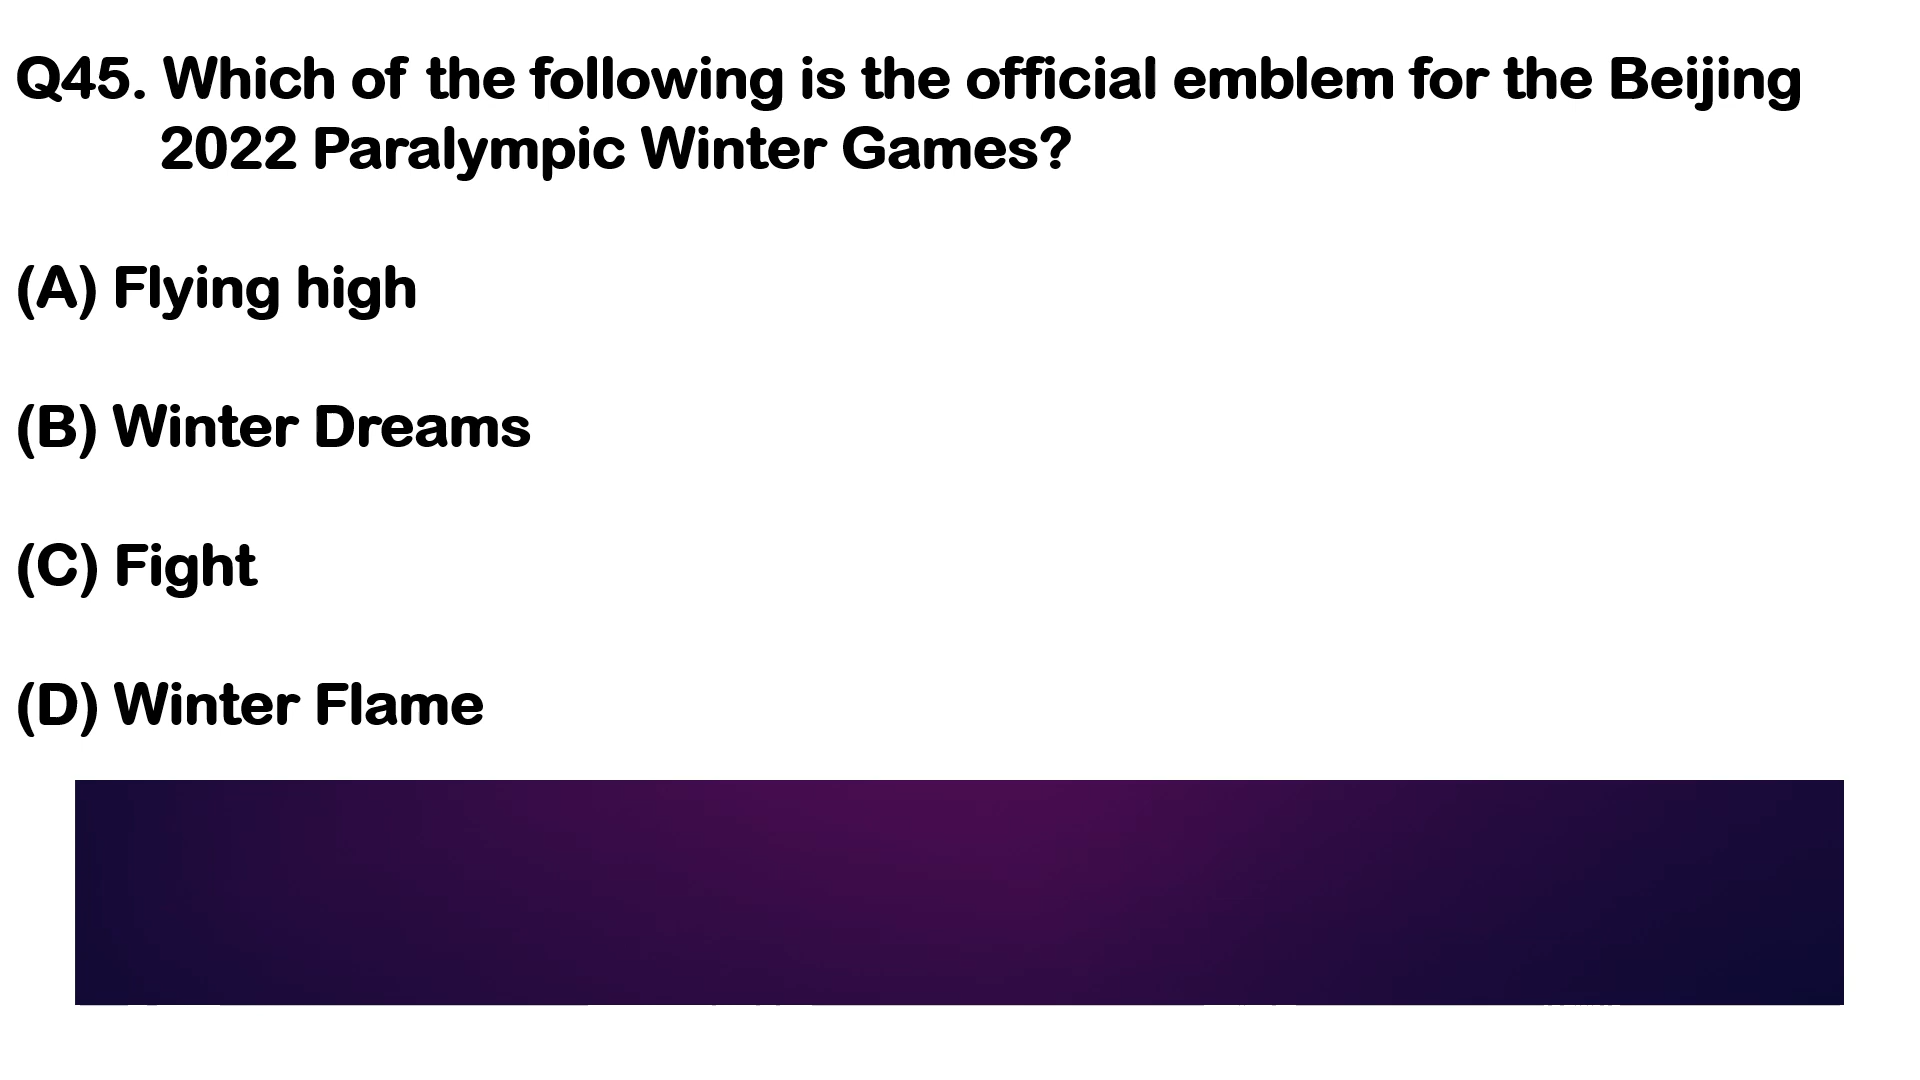 Q45. Which of the following is the official emblem for the Beijing
2022 Paralympic Winter Games?
(A) Flying high
(B) Winter Dreams
(C) Fight
(D) Winter Flame